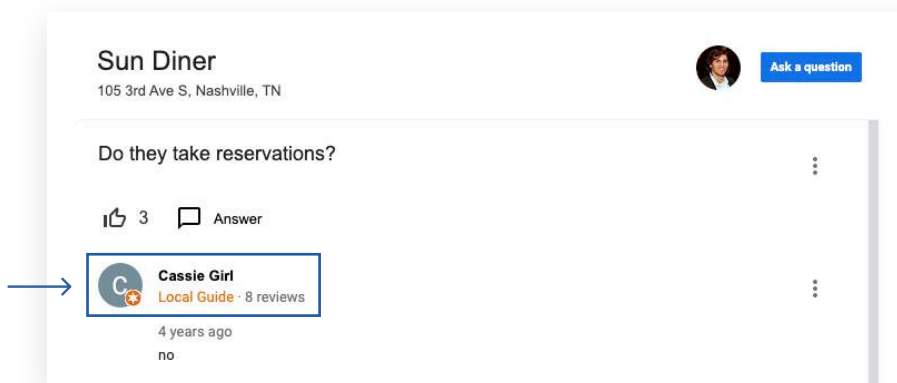 Sun Diner
105 3rd Ave S, Nashville, TN
Ask a question
Do they take reservations?
3 Answer
C
Cassie Girl
Local Guide · 8 reviews
4 years ago
no